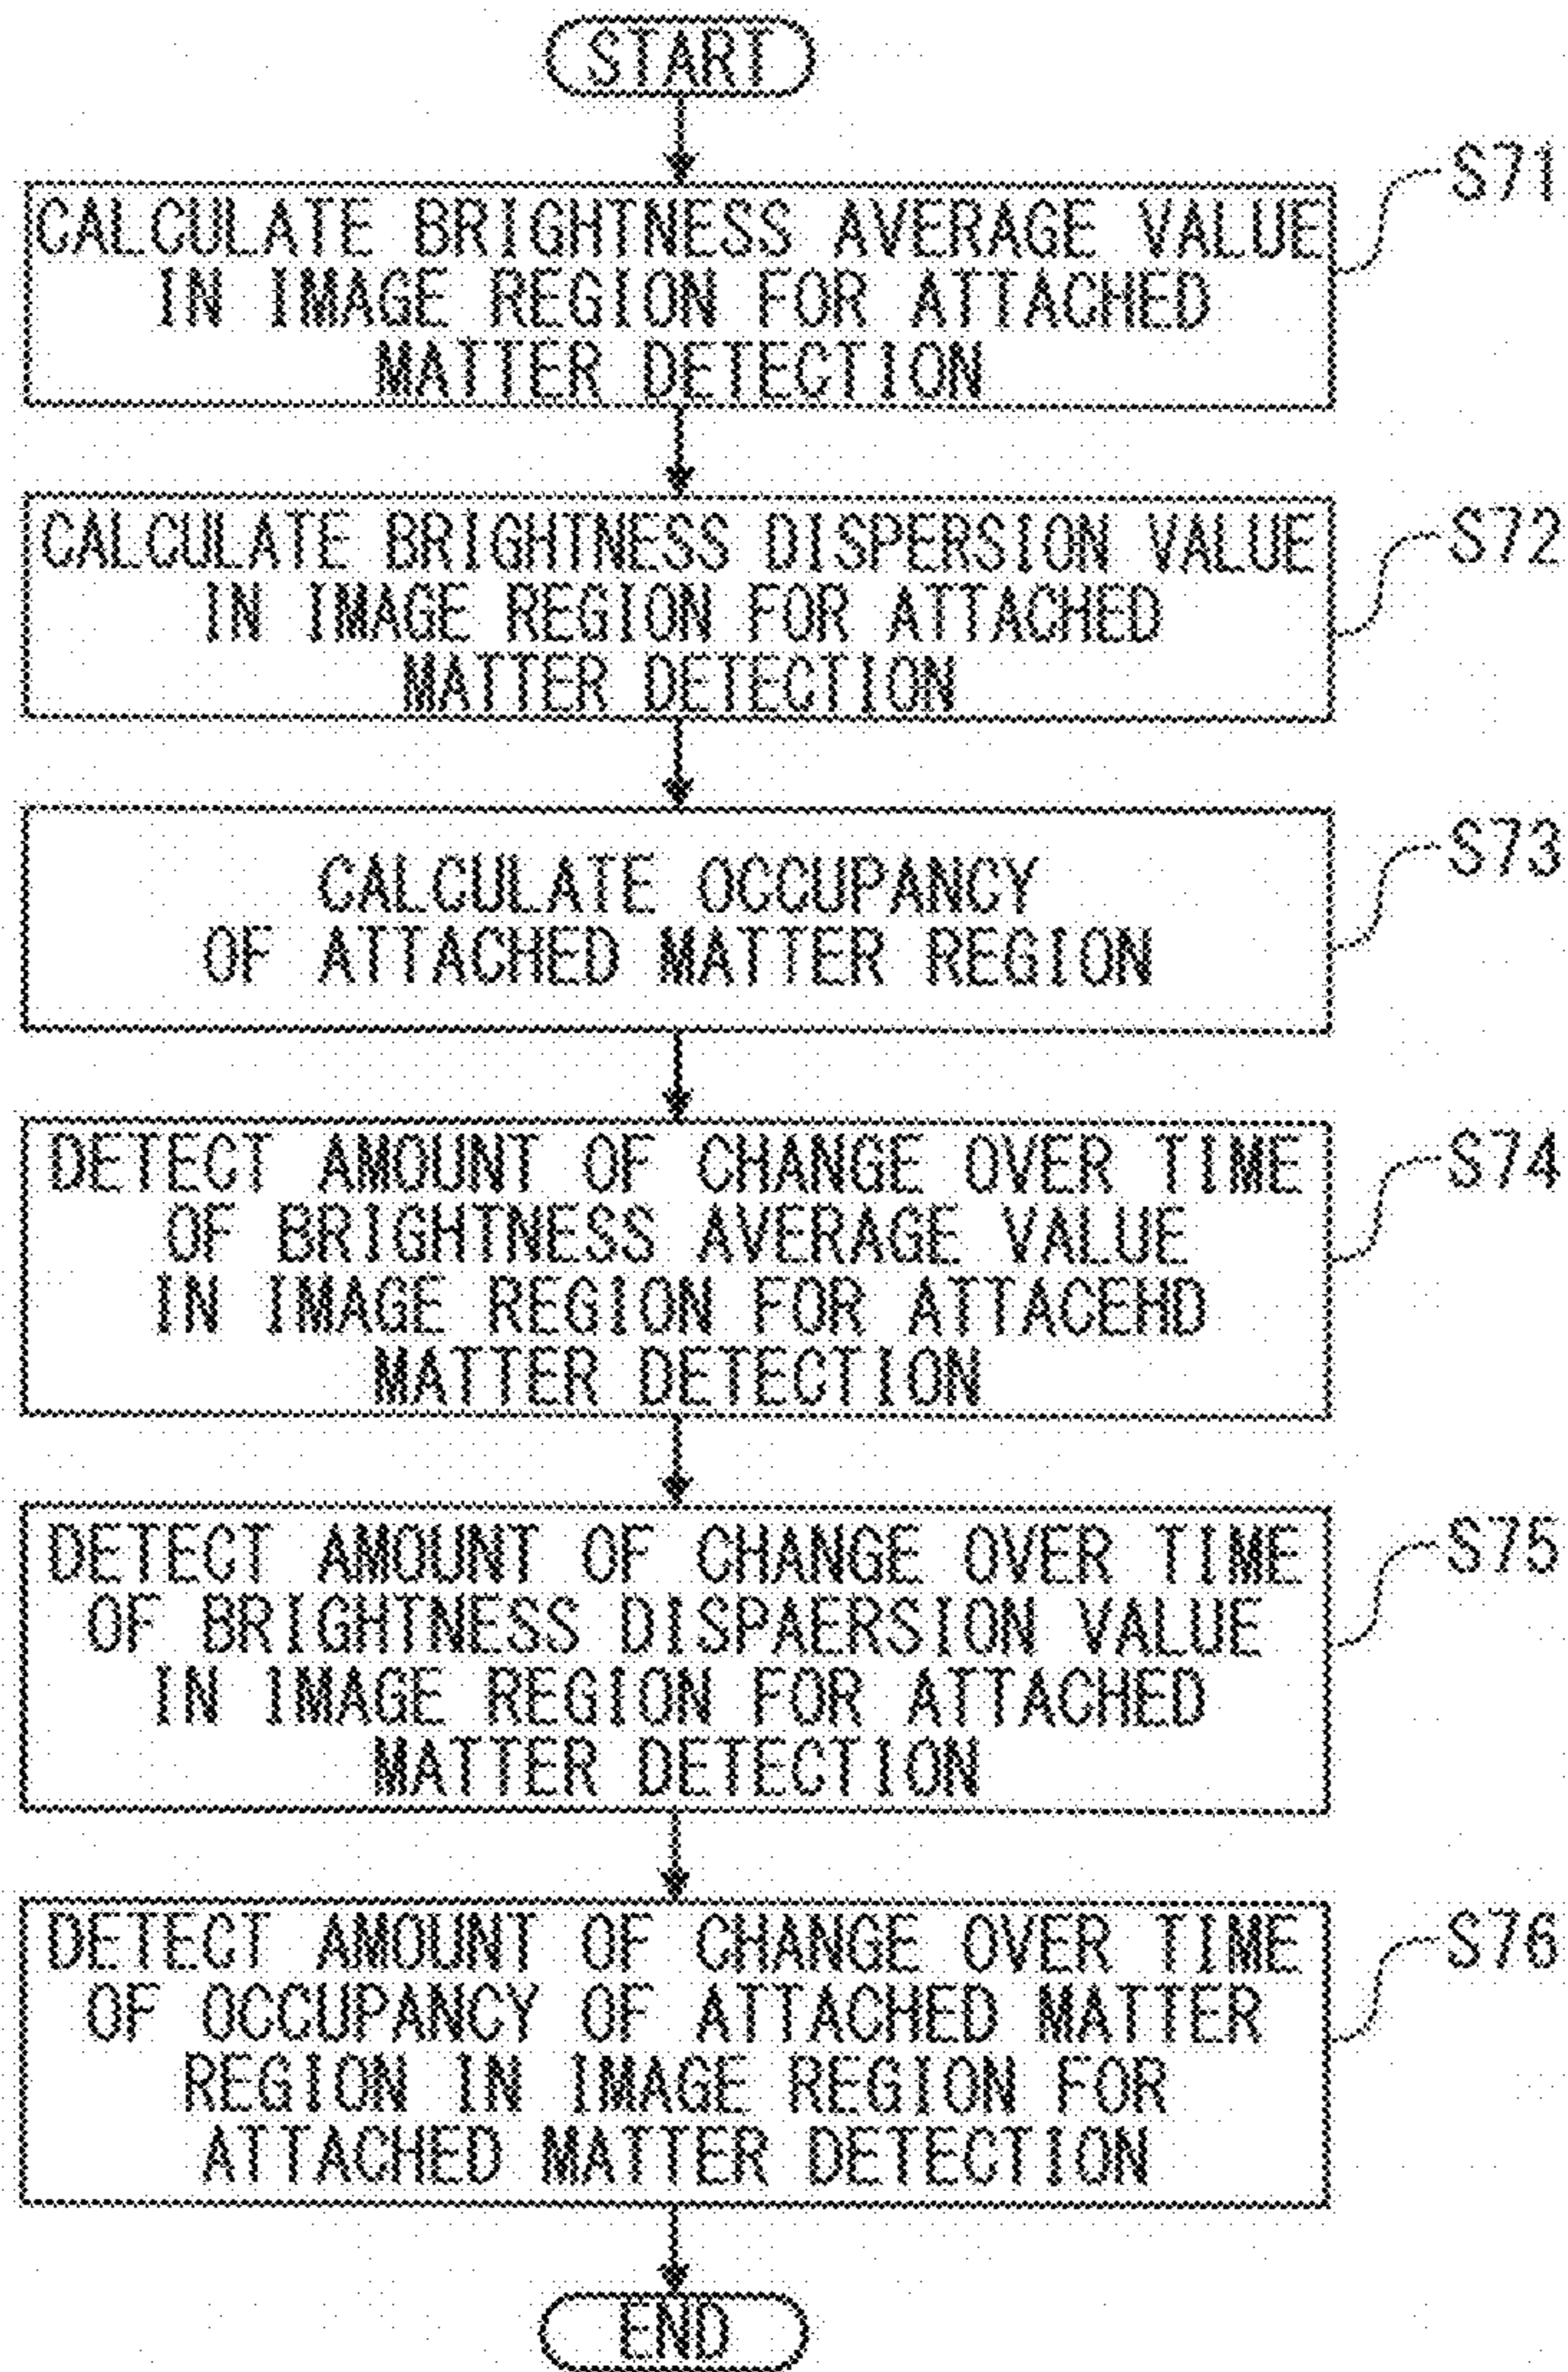 START
S71
CALCULATE BRIGHTNESS AVERAGE VALUE
IN IMAGE REGION FOR ATTACHED
MATTER DETECTION
S72
CALCULATE BRIGHTNESS DISPERSION VALUE
IN IMAGE REGION FOR ATTACHED
MATTER DETECTION
S73
CALCULATE OCCUPANCY
OF ATTACHED MATTER REGION
S74
DETECT AMOUNT OF CHANGE OVER TIME
OF BRIGHTNESS AVERAGE VALUE
IN IMAGE REGION FOR ATTACEHD
MATTER DETECTION
S75
DETECT AMOUNT OF CHANGE OVER TIME
OF BRIGHTNESS DISPAERSION VALUE
IN IMAGE REGION FOR ATTACHED
MATTER DETECTION
S76
DETECT AMOUNT OF CHANGE OVER TIME
OF OCCUPANCY OF ATTACHED MATTER
REGION IN IMAGE REGION FOR
ATTACHED MATTER DETECTION
END